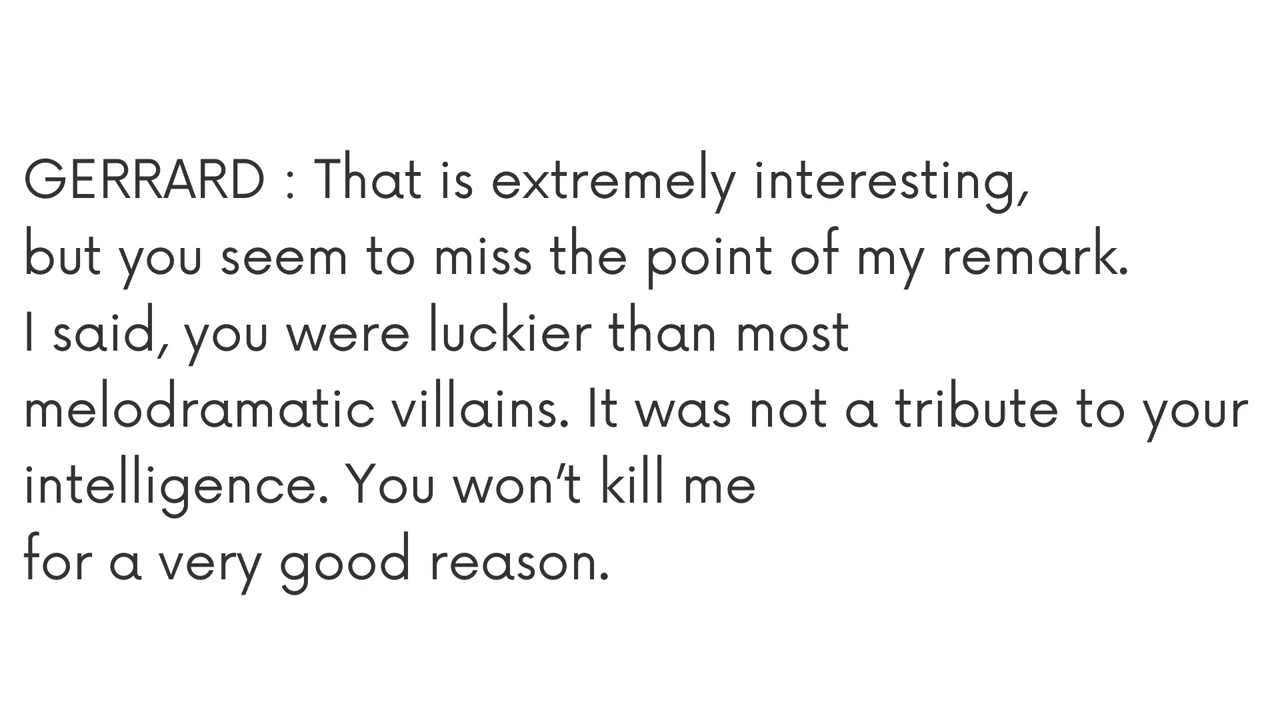 GERRARD : That is extremely interesting,
but you seem to miss the point of my remark.
I said, you were luckier than most
melodramatic villains. It was not a tribute to your
intelligence. You won’t kill me
for a very good reason.